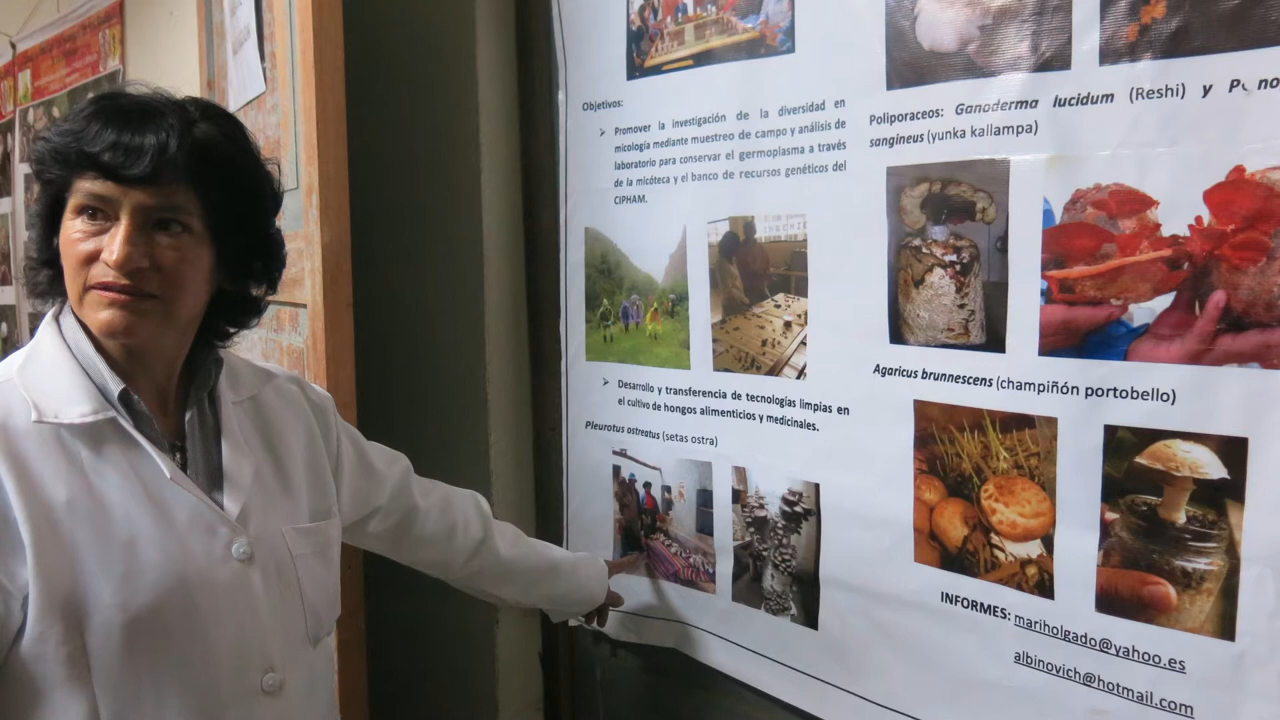 Objetivos:
➢ Promover la investigación de la diversidad en
micología mediante muestreo de campo y análisis de
laboratorio para conservar el germoplasma a través
de la micóteca y el banco de recursos genéticos del
CIPHAM.
➢ Desarrollo y transferencia de tecnologías limpias en
el cultivo de hongos alimenticios y medicinales.
Pleurotus ostreatus (setas ostra)
Poliporaceos: Ganoderma lucidum (Reshi) y
sangineus (yunka kallampa)
Agaricus brunnescens (champiñón portobello)
INFORMES: mariholgado@yahoo.es
albinovich@hotmail.com